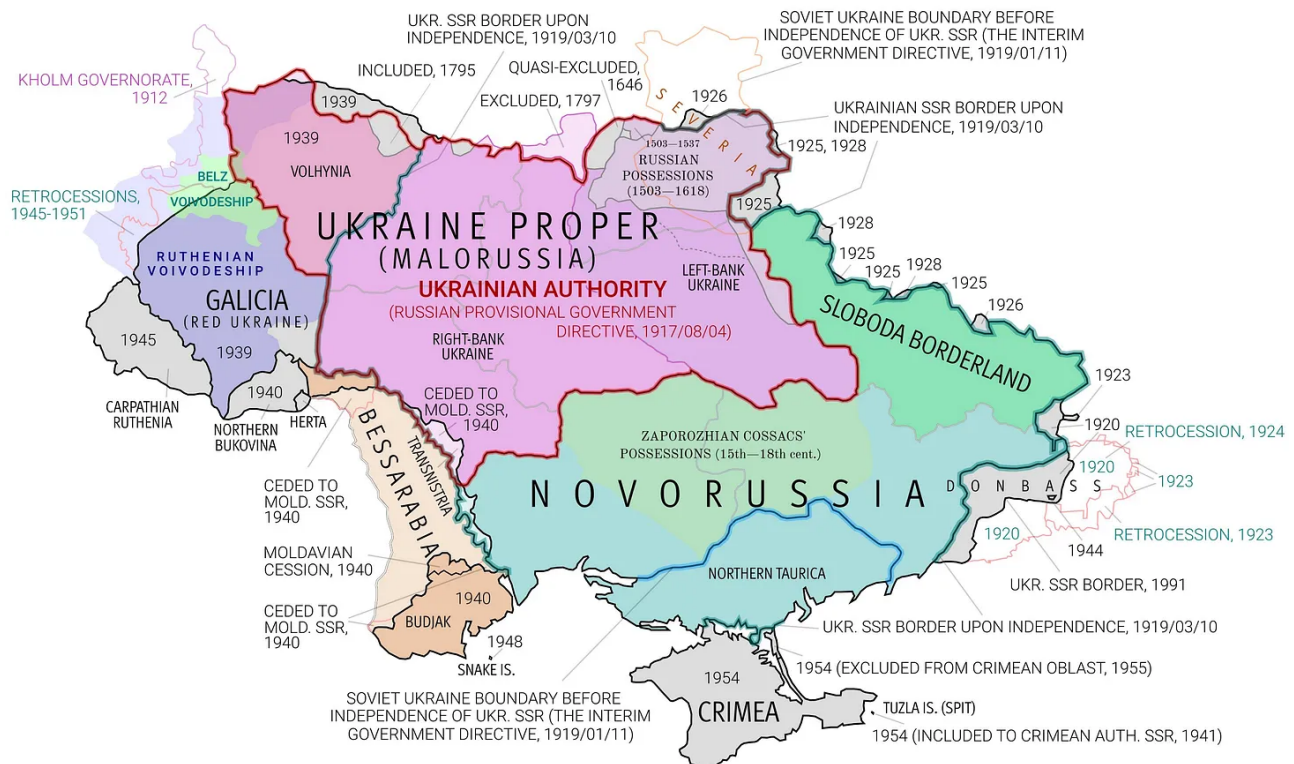 SOVIET UKRAINE BOUNDARY BEFORE
INDEPENDENCE OF UKR. SSR (THE INTERIM
GOVERNMENT DIRECTIVE, 1919/01/11)
UKR. SSR BORDER UPON
INDEPENDENCE, 1919/03/10
KHOLM GOVERNORATE,
1912
INCLUDED, 1795
QUASI-EXCLUDED,
1646
EXCLUDED, 1797
1939
SEVERIA
1926
UKRAINIAN SSR BORDER UPON
INDEPENDENCE, 1919/03/10
1925, 1928
1939
VOLHYNIA
1503—1537
RUSSIAN
POSSESSIONS
(1503—1618)
BELZ
VOIVODESHIP
RETROCESSIONS,
1945-1951
1925
1928
1925
1925
1928
1925
1926
UKRAINE PROPER
(MALORUSSIA)
UKRAINIAN AUTHORITY
(RUSSIAN PROVISIONAL GOVERNMENT
DIRECTIVE, 1917/08/04)
LEFT-BANK
UKRAINE
RUTHENIAN
VOIVODESHIP
GALICIA
(RED UKRAINE)
1939
SLOBODA BORDERLAND
RIGHT-BANK
UKRAINE
1945
1940
CARPATHIAN
RUTHENIA
NORTHERN
BUKOVINA
HERTA
CEDED TO
MOLD. SSR,
1940
1923
1920
RETROCESSION, 1924
BESSARABIA
TRANSNISTRIA
ZAPOROZHIAN COSSACS'
POSSESSIONS (15th—18th cent.)
NOVORUSSIA
DONBASS
1920
1923
CEDED TO
MOLD. SSR,
1940
1920
RETROCESSION, 1923
1944
MOLDAVIAN
CESSION, 1940
NORTHERN TAURICA
UKR. SSR BORDER, 1991
CEDED TO
MOLD. SSR,
1940
1940
BUDJAK
1948
SNAKE IS.
UKR. SSR BORDER UPON INDEPENDENCE, 1919/03/10
1954 (EXCLUDED FROM CRIMEAN OBLAST, 1955)
1954
CRIMEA
TUZLA IS. (SPIT)
1954 (INCLUDED TO CRIMEAN AUTH. SSR, 1941)
SOVIET UKRAINE BOUNDARY BEFORE
INDEPENDENCE OF UKR. SSR (THE INTERIM
GOVERNMENT DIRECTIVE, 1919/01/11)